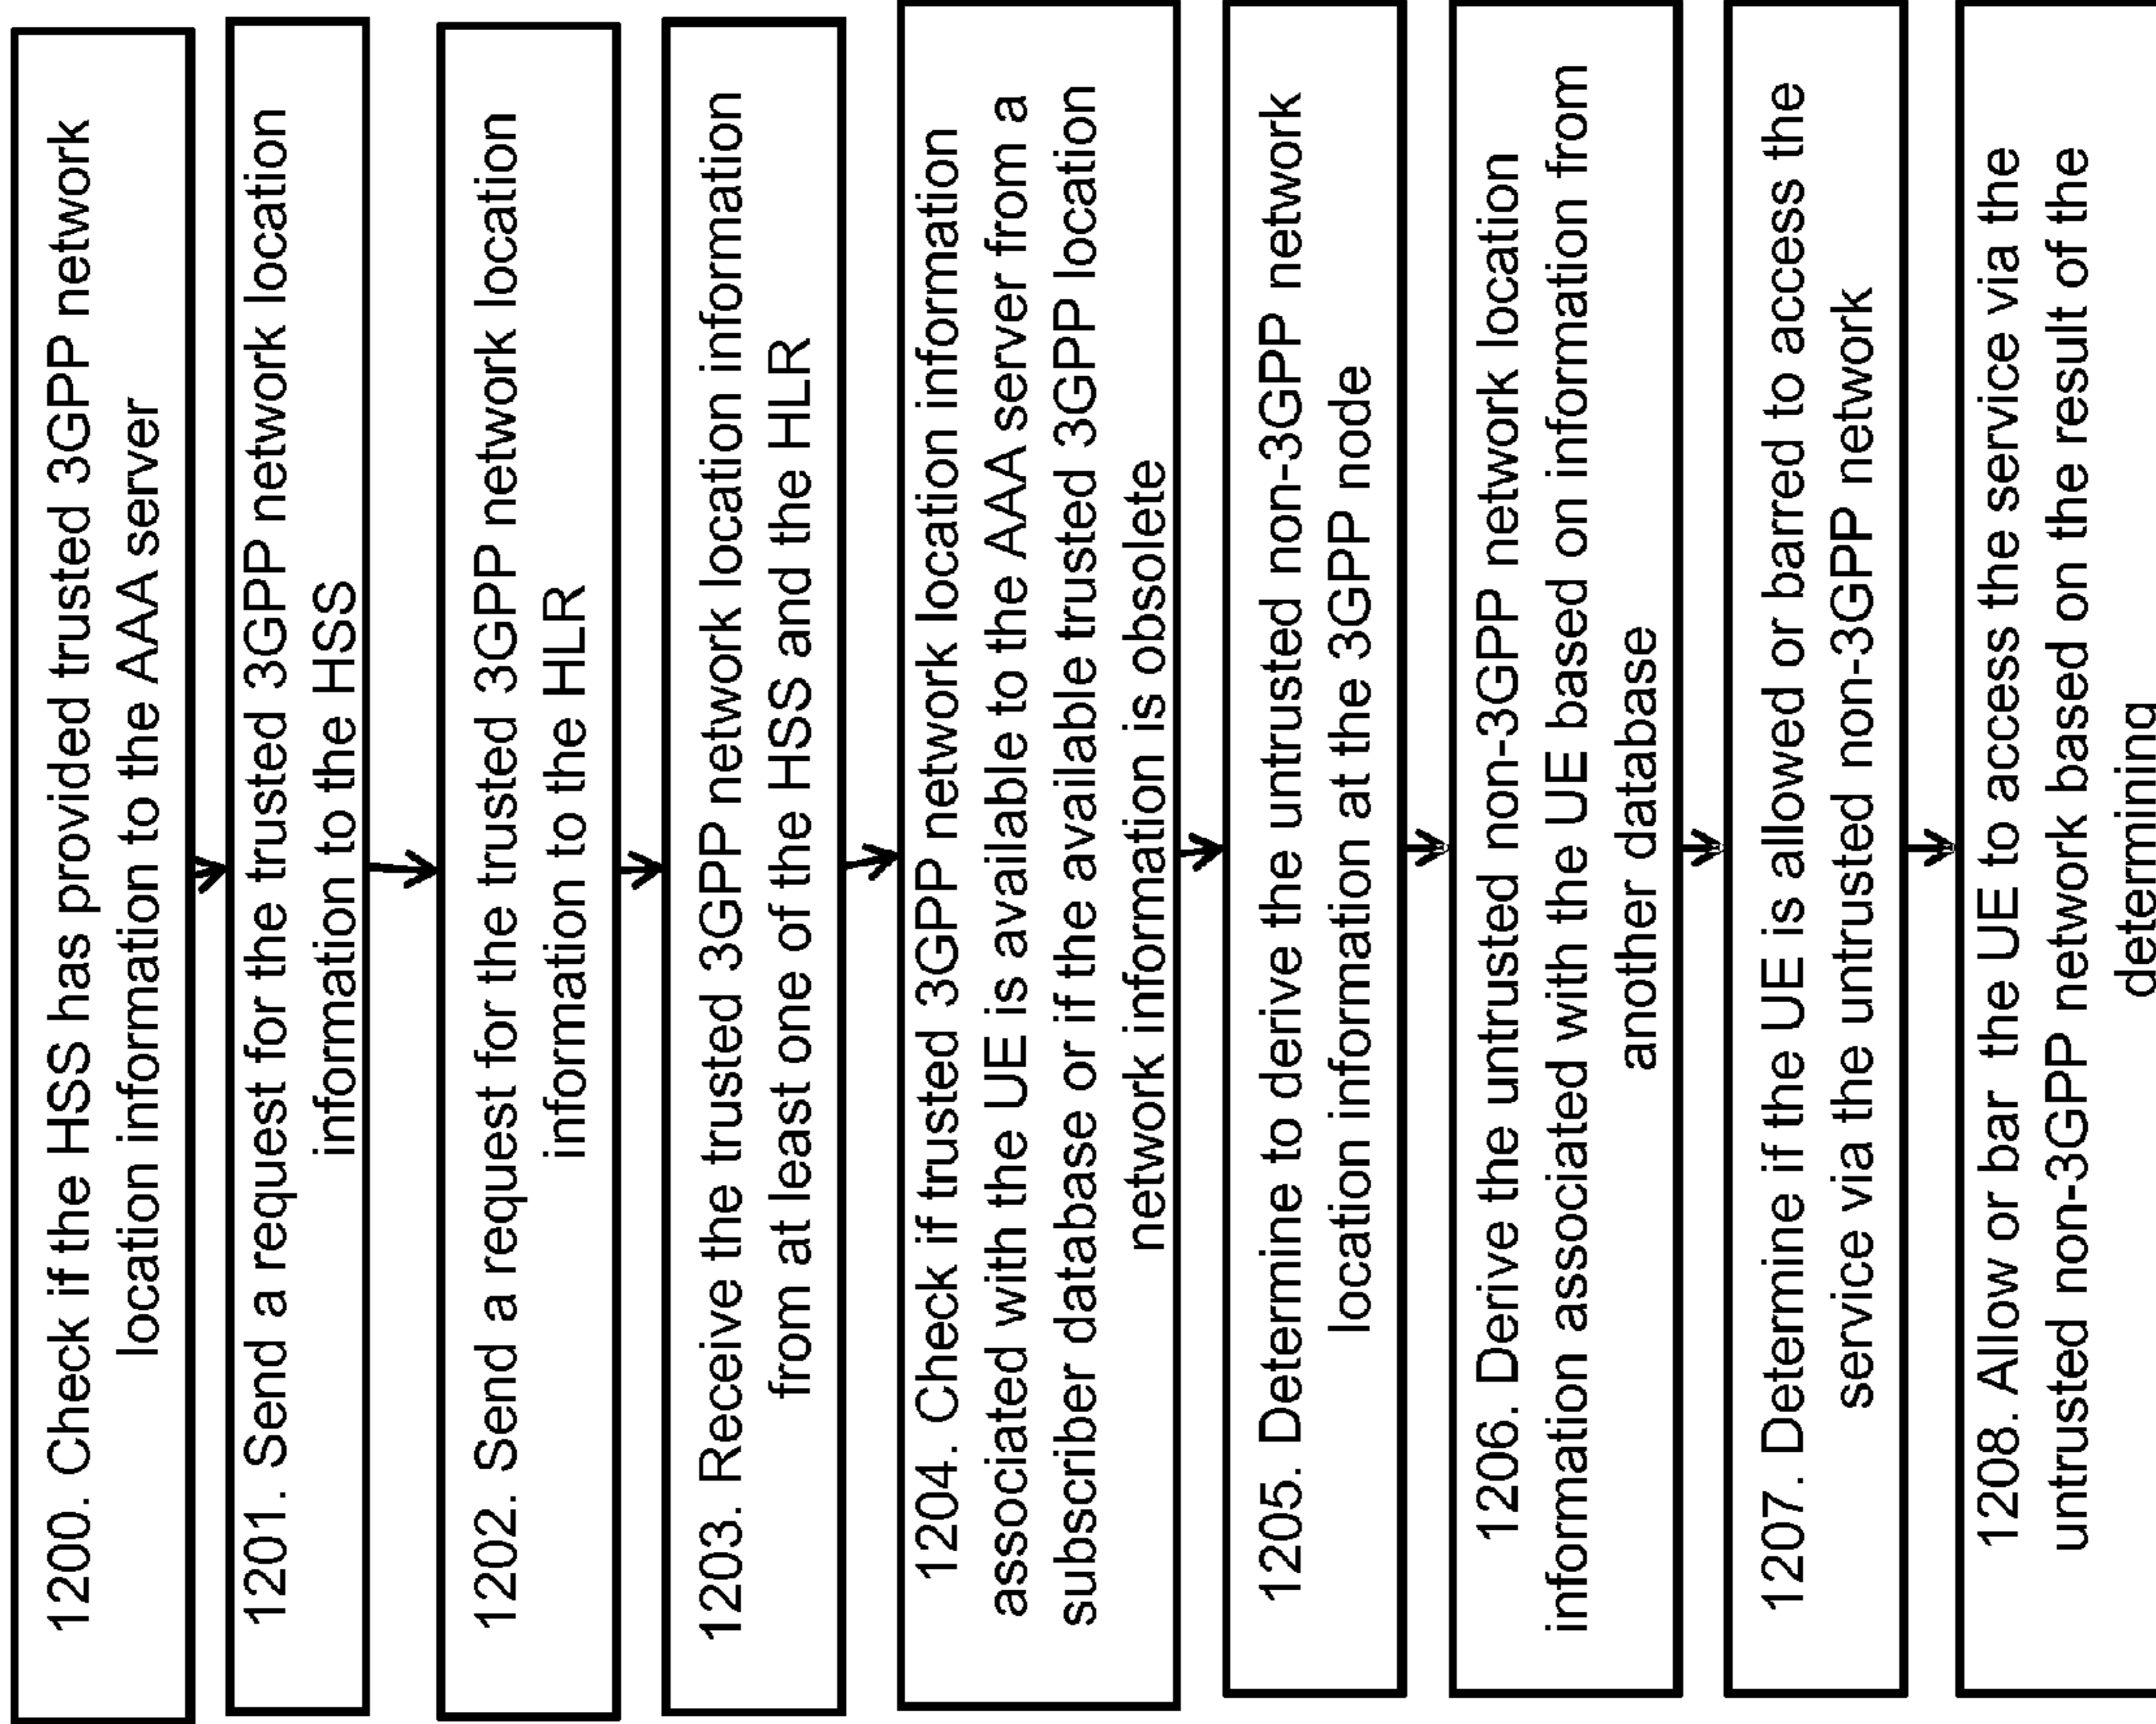 1200. Check if the HSS has provided trusted 3GPP network
location information to the AAA server
1201. Send a request for the trusted 3GPP network location
information to the HSS
1202. Send a request for the trusted 3GPP network location
information to the HLR
1203. Receive the trusted 3GPP network location information
from at least one of the HSS and the HLR
1204. Check if trusted 3GPP network location information
associated with the UE is available to the AAA server from a
subscriber database or if the available trusted 3GPP location
network information is obsolete
1205. Determine to derive the untrusted non-3GPP network
location information at the 3GPP node
1206. Derive the untrusted non-3GPP network location
information associated with the UE based on information from
another database
1207. Determine if the UE is allowed or barred to access the
service via the untrusted non-3GPP network
1208. Allow or bar the UE to access the service via the
untrusted non-3GPP network based on the result of the
determining